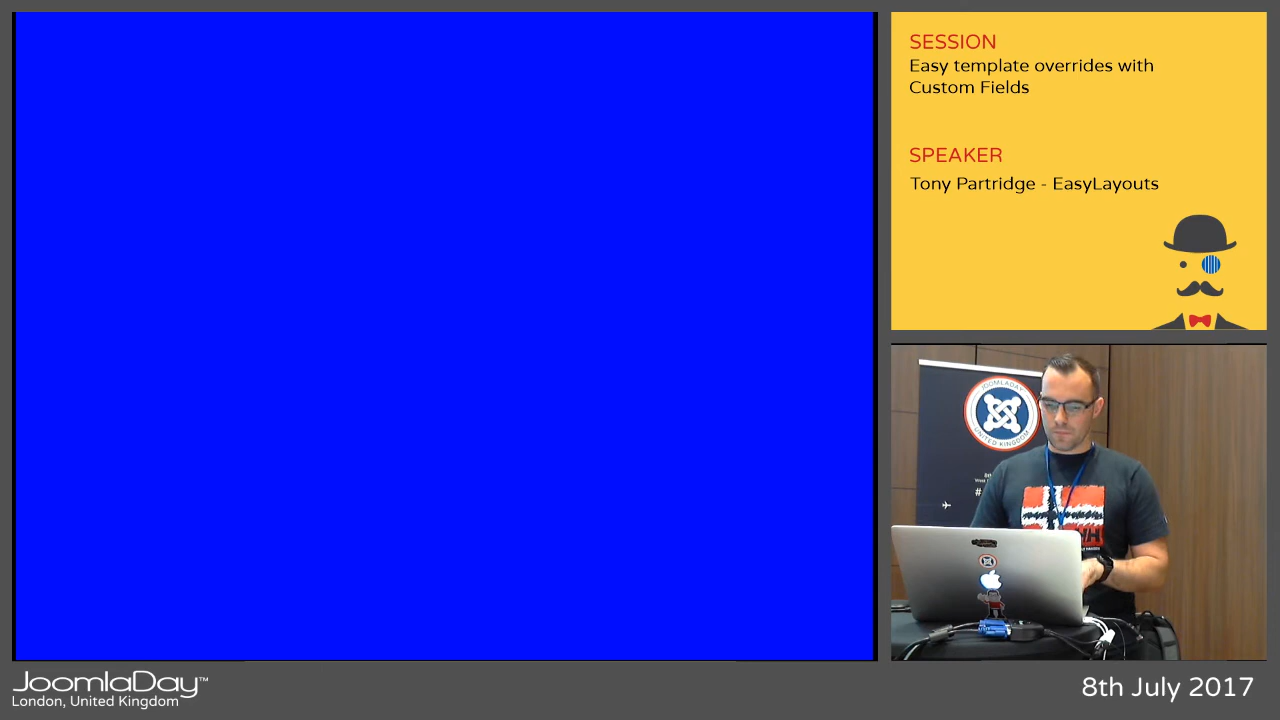 SESSION
Easy template overrides with
Custom Fields
SPEAKER
Tony Partridge - EasyLayouts
JOOMLADAY
UNITED KINGDOM
#
JoomlaDay™
London, United Kingdom
8th July 2017